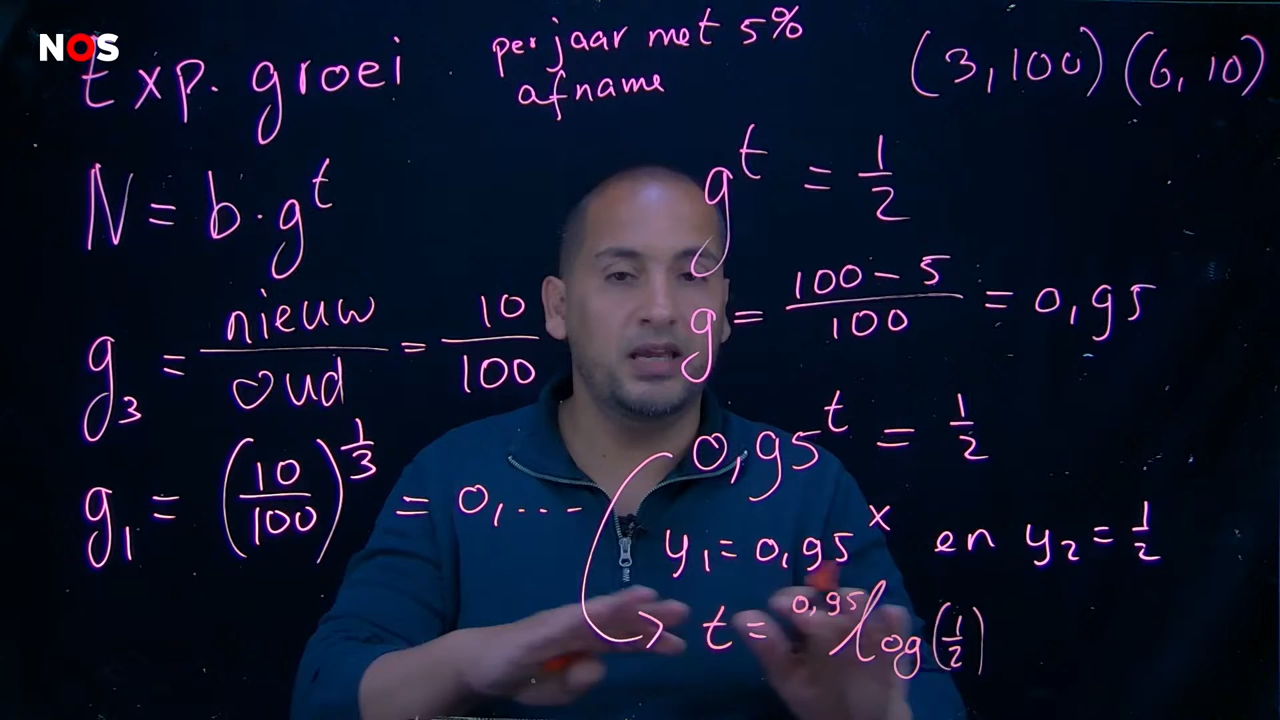 NOS
Exp. groei
per jaar met 5%
afname
(3,100) (6,10)
N = b · g^t
g^t = 1/2
g₃ = nieuw/oud = 10/100
g = (100 - 5)/100 = 0,95
g₁ = (10/100)^(1/3) = 0,...
0,95^t = 1/2
y₁ = 0,95^x en y₂ = 1/2
t = ^0,95 log(1/2)